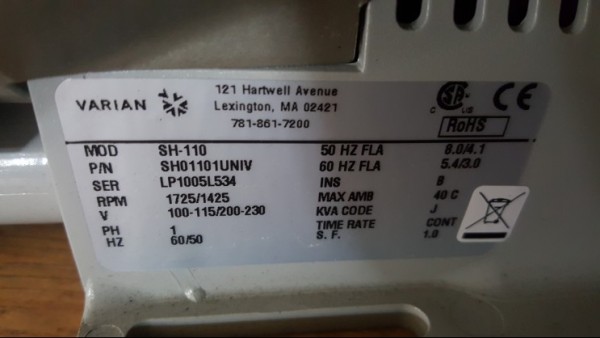 VARIAN
121 Hartwell Avenue
Lexington, MA 02421
781-861-7200
C SA US CE
RoHS
MOD SH-110 50 HZ FLA 8.0/4.1
P/N SH01101UNIV 60 HZ FLA 5.4/3.0
SER LP1005L534 INS B
RPM 1725/1425 MAX AMB 40 C
V 100-115/200-230 KVA CODE J
PH 1 TIME RATE CONT
HZ 60/50 S. F. 1.0